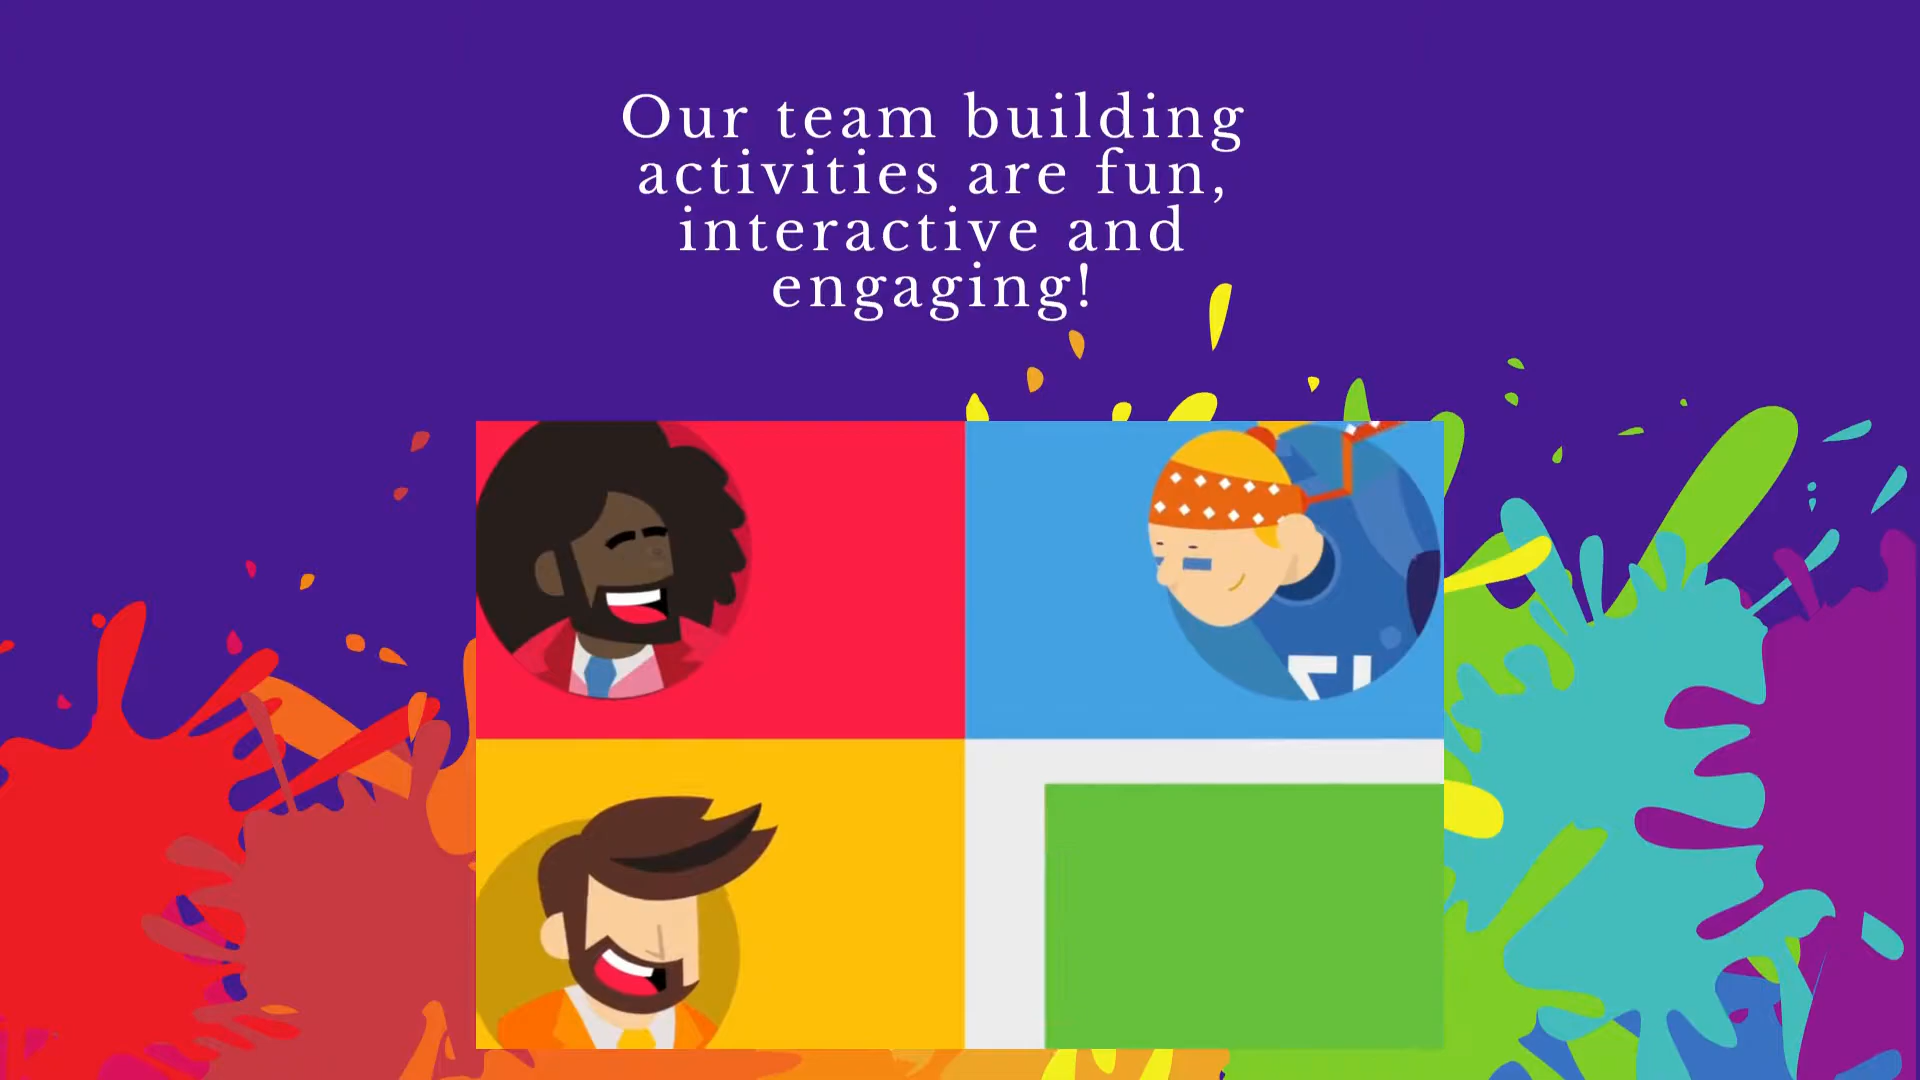 Our team building
activities are fun,
interactive and
engaging!